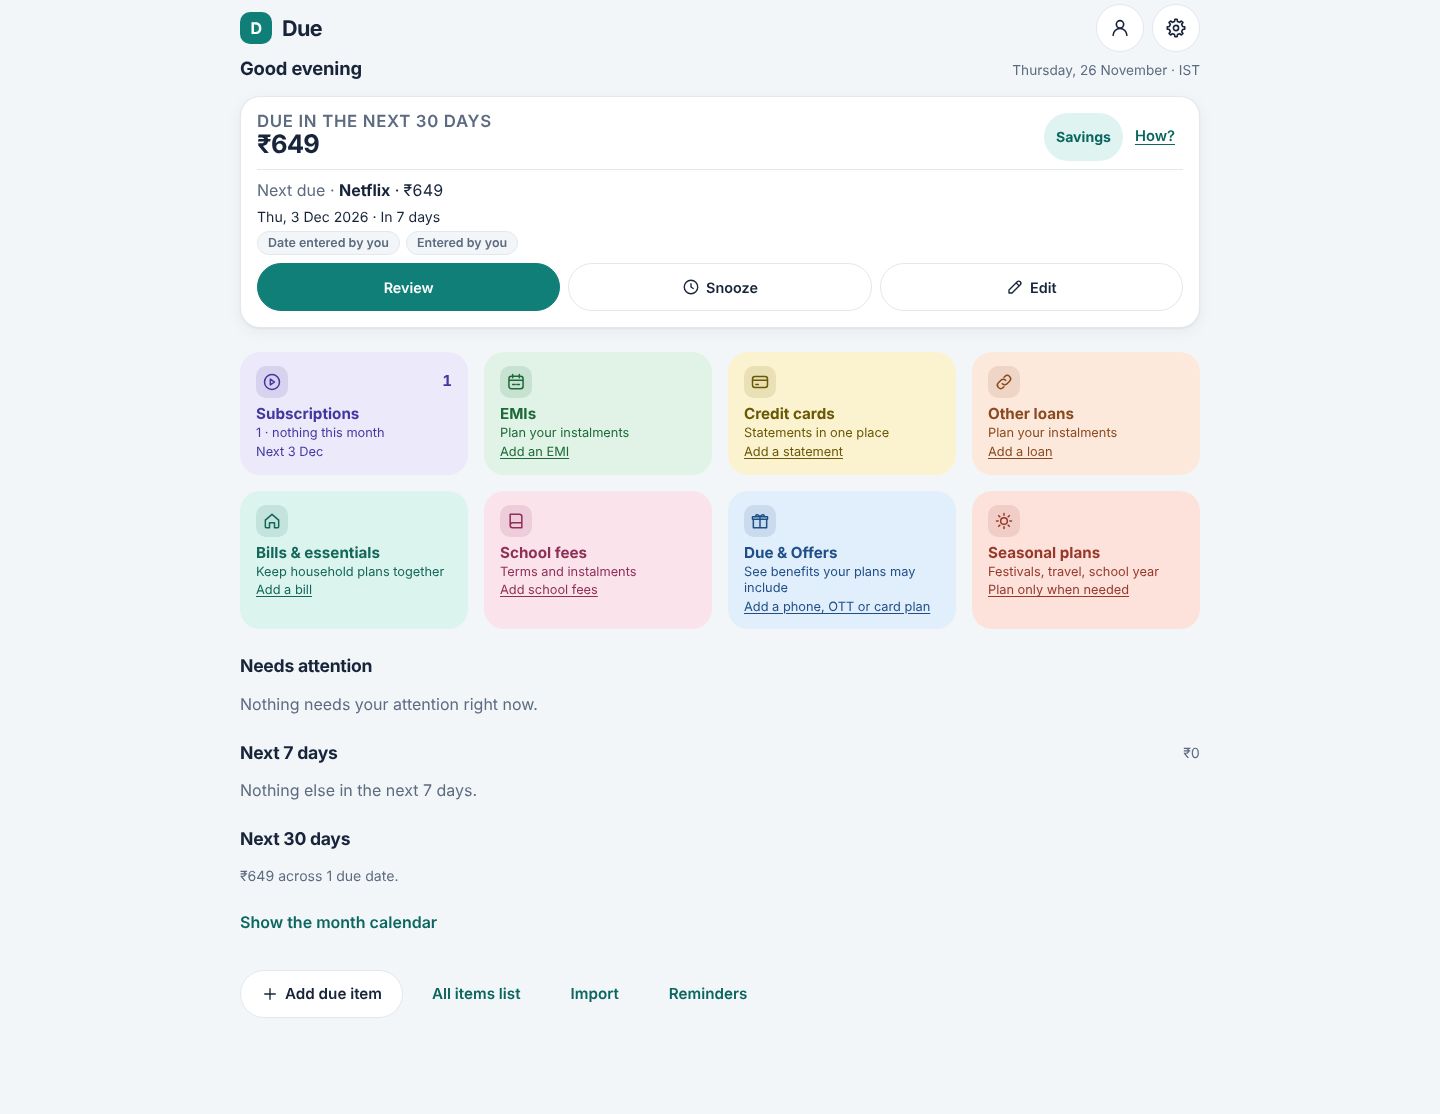 D Due
Good evening
Thursday, 26 November · IST
DUE IN THE NEXT 30 DAYS
₹649
Savings
How?
Next due · Netflix · ₹649
Thu, 3 Dec 2026 · In 7 days
Date entered by you
Entered by you
Review
Snooze
Edit
1
Subscriptions
1 · nothing this month
Next 3 Dec
EMIs
Plan your instalments
Add an EMI
Credit cards
Statements in one place
Add a statement
Other loans
Plan your instalments
Add a loan
Bills & essentials
Keep household plans together
Add a bill
School fees
Terms and instalments
Add school fees
Due & Offers
See benefits your plans may
include
Add a phone, OTT or card plan
Seasonal plans
Festivals, travel, school year
Plan only when needed
Needs attention
Nothing needs your attention right now.
Next 7 days
₹0
Nothing else in the next 7 days.
Next 30 days
₹649 across 1 due date.
Show the month calendar
Add due item
All items list
Import
Reminders